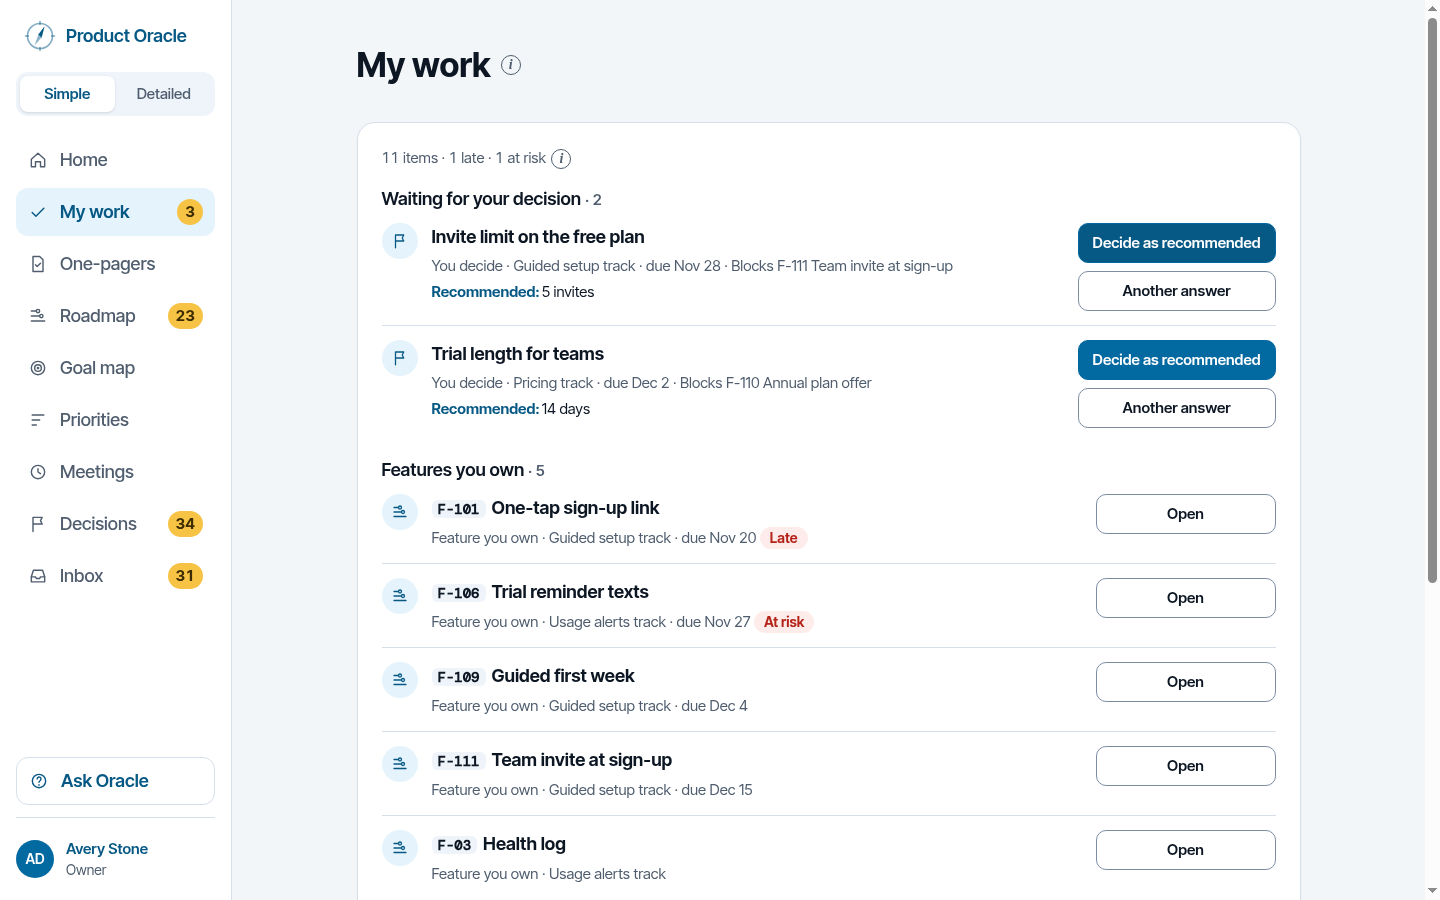 Product Oracle
Simple
Detailed
Home
My work
3
One-pagers
Roadmap
23
Goal map
Priorities
Meetings
Decisions
34
Inbox
31
Ask Oracle
AD
Avery Stone
Owner
My work i
11 items · 1 late · 1 at risk i
Waiting for your decision · 2
Invite limit on the free plan
You decide · Guided setup track · due Nov 28 · Blocks F-111 Team invite at sign-up
Recommended: 5 invites
Decide as recommended
Another answer
Trial length for teams
You decide · Pricing track · due Dec 2 · Blocks F-110 Annual plan offer
Recommended: 14 days
Decide as recommended
Another answer
Features you own · 5
F-101 One-tap sign-up link
Feature you own · Guided setup track · due Nov 20 Late
Open
F-106 Trial reminder texts
Feature you own · Usage alerts track · due Nov 27 At risk
Open
F-109 Guided first week
Feature you own · Guided setup track · due Dec 4
Open
F-111 Team invite at sign-up
Feature you own · Guided setup track · due Dec 15
Open
F-03 Health log
Feature you own · Usage alerts track
Open